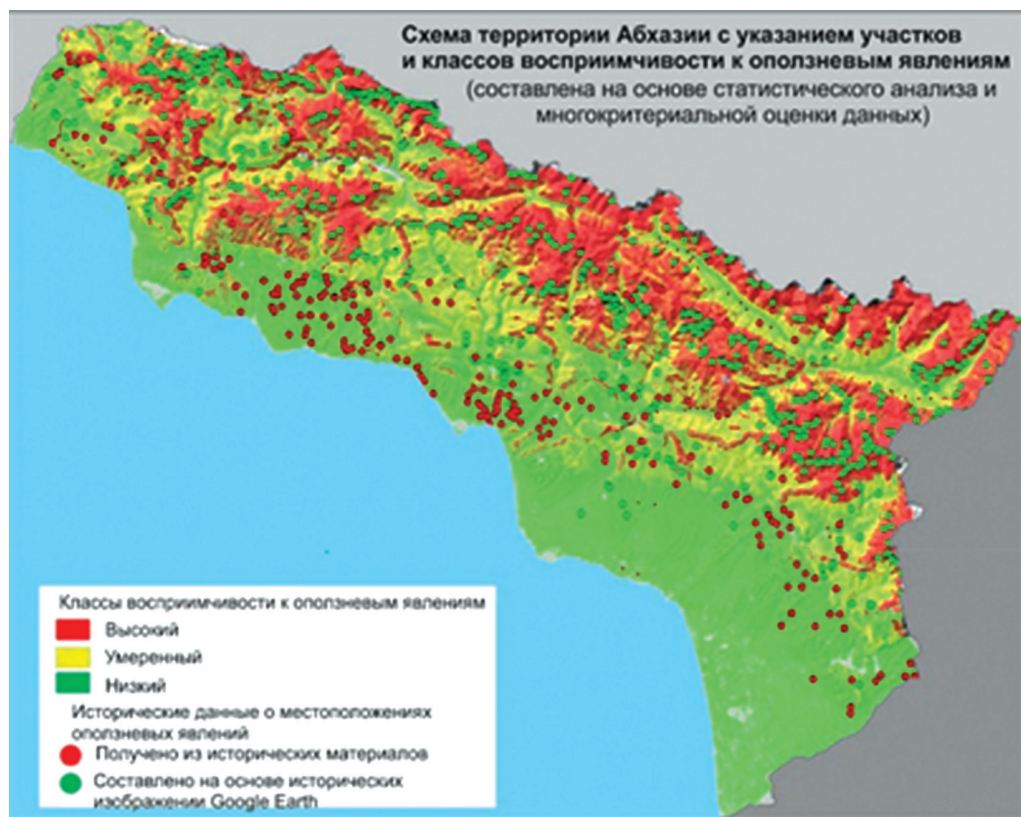 Схема территории Абхазии с указанием участков
и классов восприимчивости к оползневым явлениям
(составлена на основе статистического анализа и
многокритериальной оценки данных)
Классы восприимчивости к оползневым явлениям
Высокий
Умеренный
Низкий
Исторические данные о местоположениях
оползневых явлений
Получено из исторических материалов
Составлено на основе исторических
изображении Google Earth